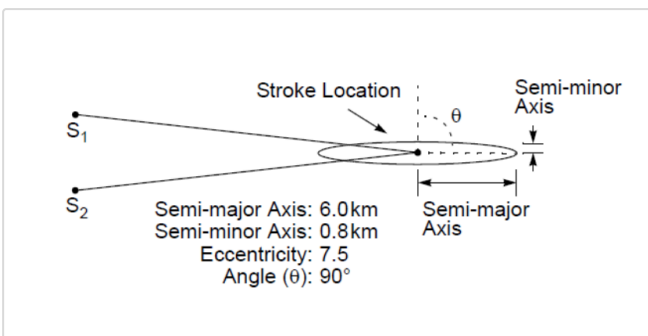 Stroke Location
θ
Semi-minor
Axis
S1
S2
Semi-major Axis: 6.0km
Semi-minor Axis: 0.8km
Eccentricity: 7.5
Angle (θ): 90°
Semi-major
Axis